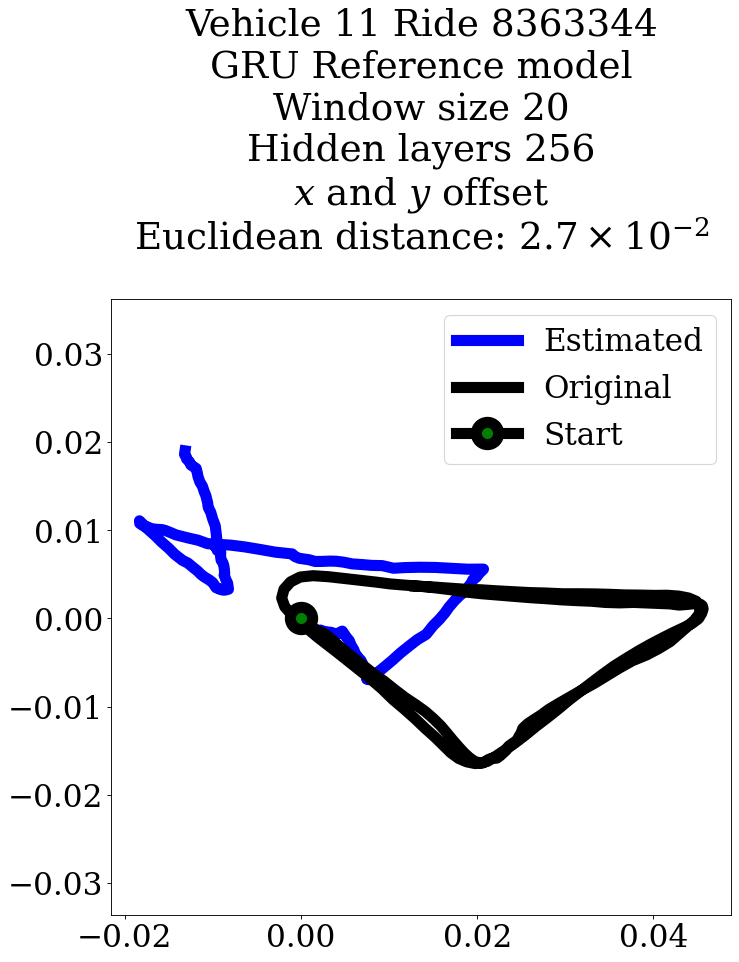 Vehicle 11 Ride 8363344
GRU Reference model
Window size 20
Hidden layers 256
x and y offset
Euclidean distance: 2.7 × 10⁻²
Estimated
Original
Start
0.03
0.02
0.01
0.00
−0.01
−0.02
−0.03
−0.02 0.00 0.02 0.04